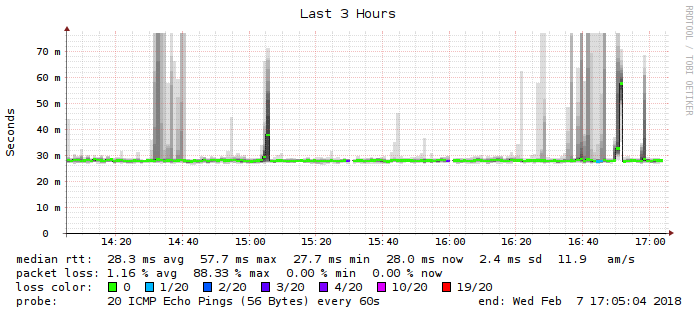 Last 3 Hours
RRDTOOL / TOBI OETIKER
Seconds
70 m
60 m
50 m
40 m
30 m
20 m
10 m
0
14:20 14:40 15:00 15:20 15:40 16:00 16:20 16:40 17:00
median rtt: 28.3 ms avg 57.7 ms max 27.7 ms min 28.0 ms now 2.4 ms sd 11.9 am/s
packet loss: 1.16 % avg 88.33 % max 0.00 % min 0.00 % now
loss color: 0 1/20 2/20 3/20 4/20 10/20 19/20
probe: 20 ICMP Echo Pings (56 Bytes) every 60s end: Wed Feb 7 17:05:04 2018